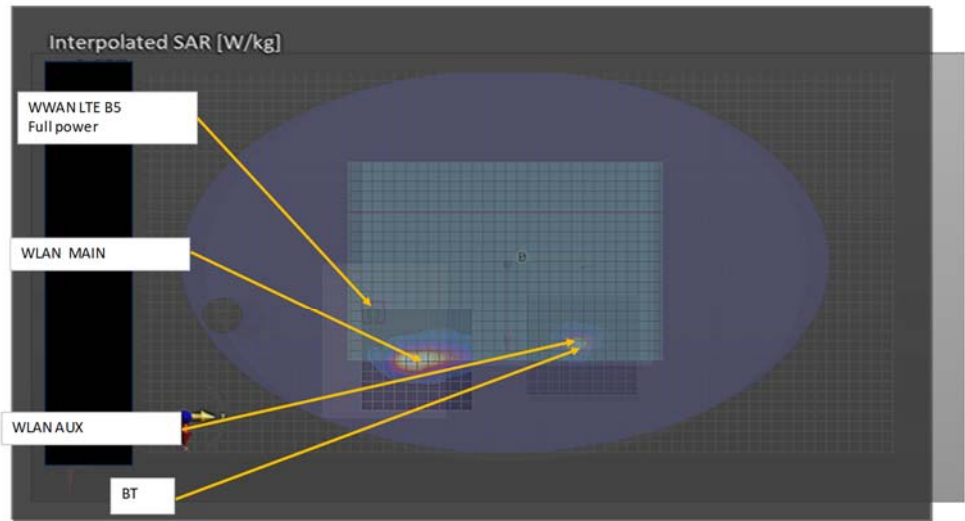 Interpolated SAR [W/kg]
WWAN LTE B5
Full power
WLAN MAIN
WLAN AUX
BT